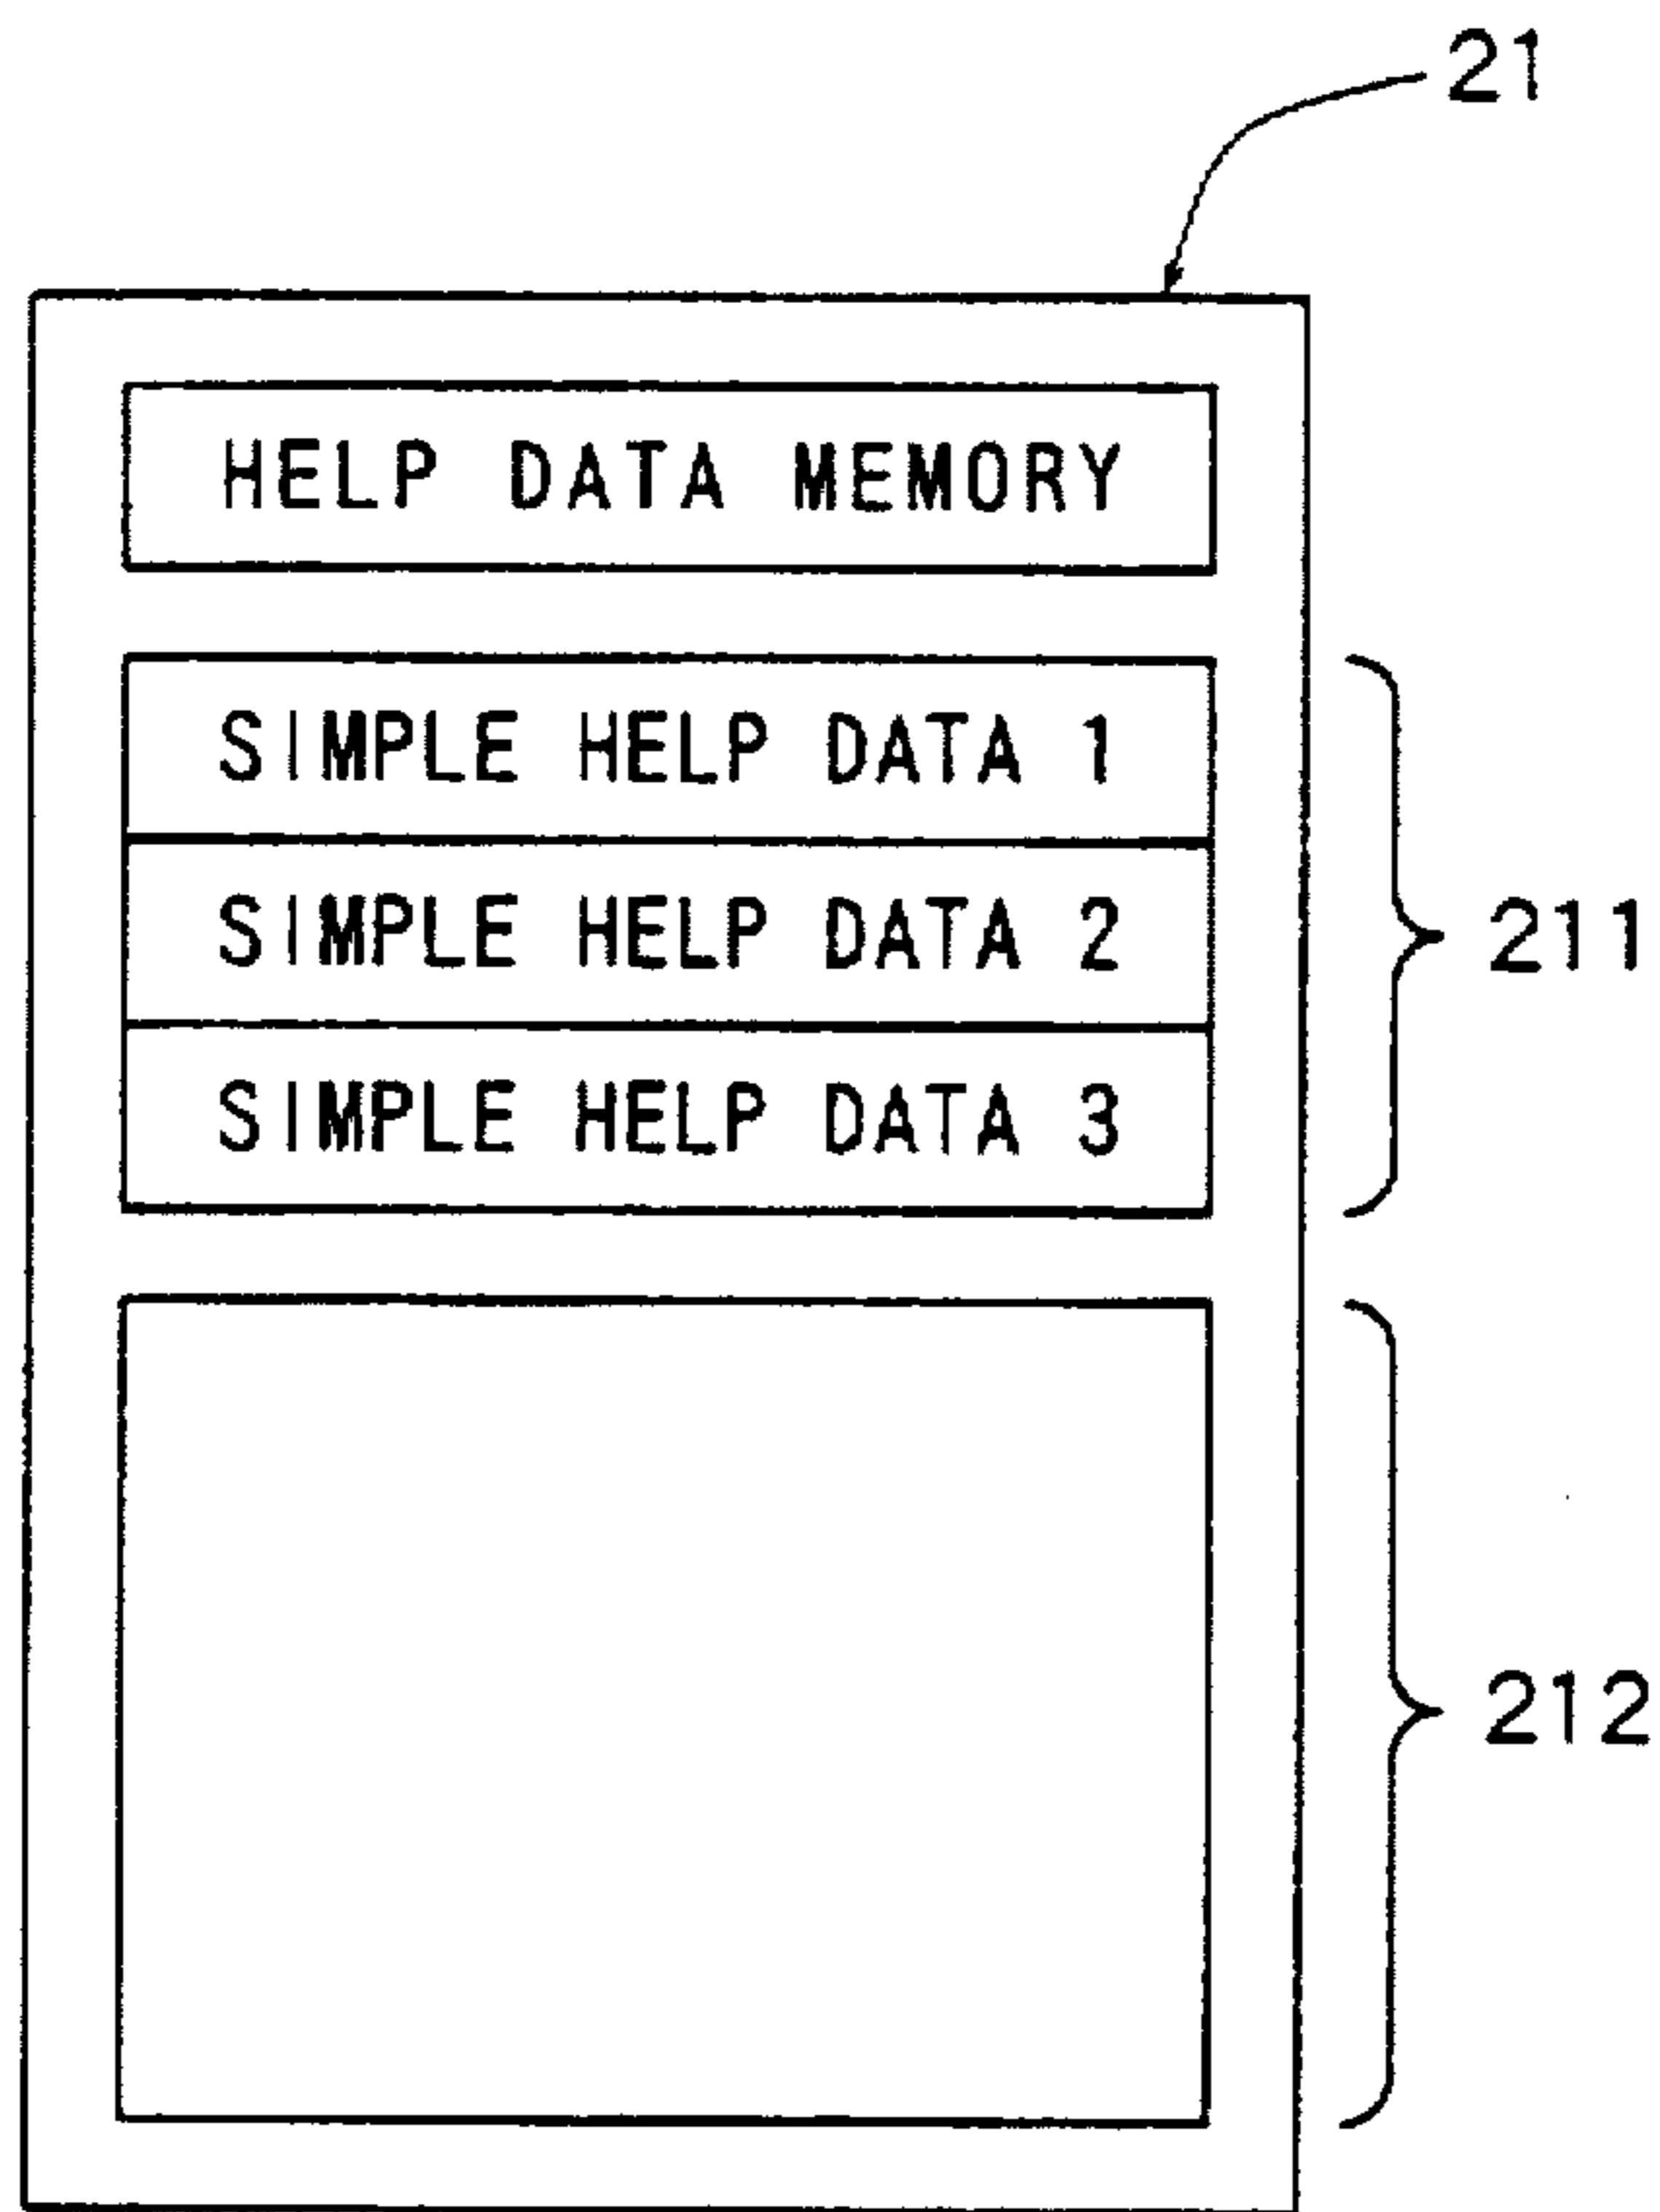 21
HELP DATA MEMORY
SIMPLE HELP DATA 1
SIMPLE HELP DATA 2
211
SIMPLE HELP DATA 3
212